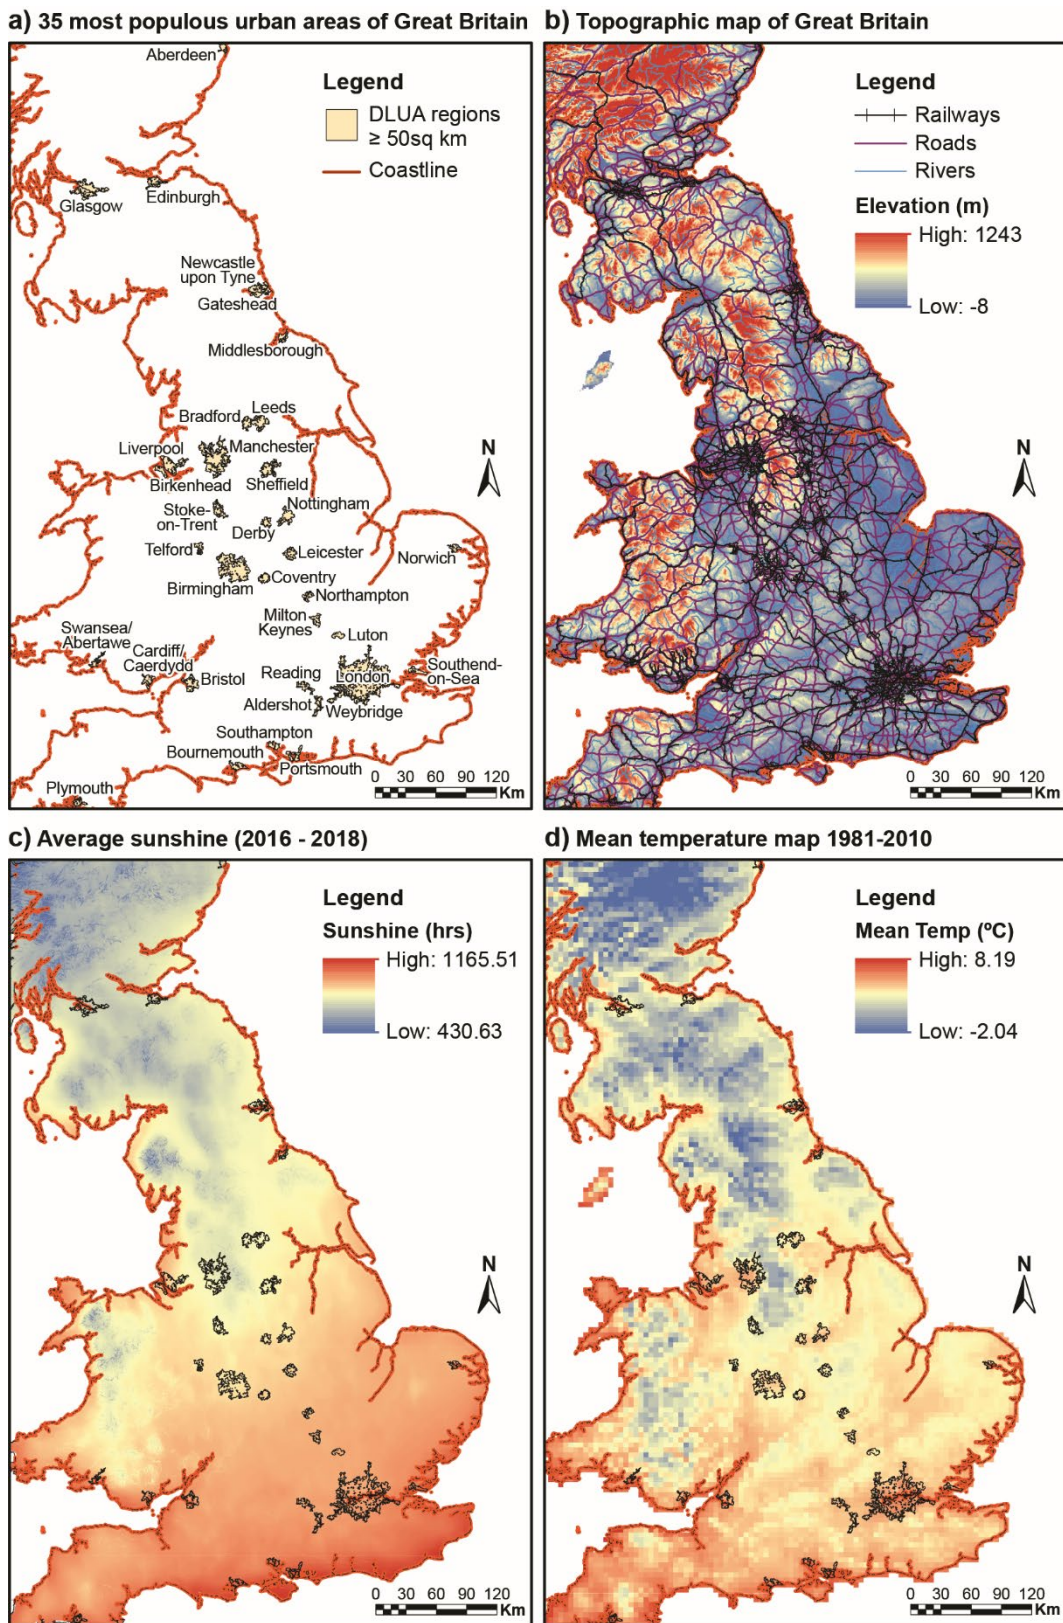 a) 35 most populous urban areas of Great Britain
Aberdeen
Legend
DLUA regions
≥ 50sq km
Coastline
Glasgow
Edinburgh
Newcastle
upon Tyne
Gateshead
Middlesborough
Bradford
Leeds
Liverpool
Manchester
Birkenhead
Sheffield
Stoke-
on-Trent
Nottingham
Derby
Telford
Leicester
Norwich
Birmingham
Coventry
Northampton
Milton
Keynes
Luton
Swansea/
Abertawe
Cardiff/
Caerdydd
Bristol
Reading
London
Southend-
on-Sea
Aldershot
Weybridge
Southampton
Bournemouth
Portsmouth
Plymouth
N
0 30 60 90 120
Km
b) Topographic map of Great Britain
Legend
Railways
Roads
Rivers
Elevation (m)
High: 1243
Low: -8
N
0 30 60 90 120
Km
c) Average sunshine (2016 - 2018)
Legend
Sunshine (hrs)
High: 1165.51
Low: 430.63
N
0 30 60 90 120
Km
d) Mean temperature map 1981-2010
Legend
Mean Temp (ºC)
High: 8.19
Low: -2.04
N
0 30 60 90 120
Km